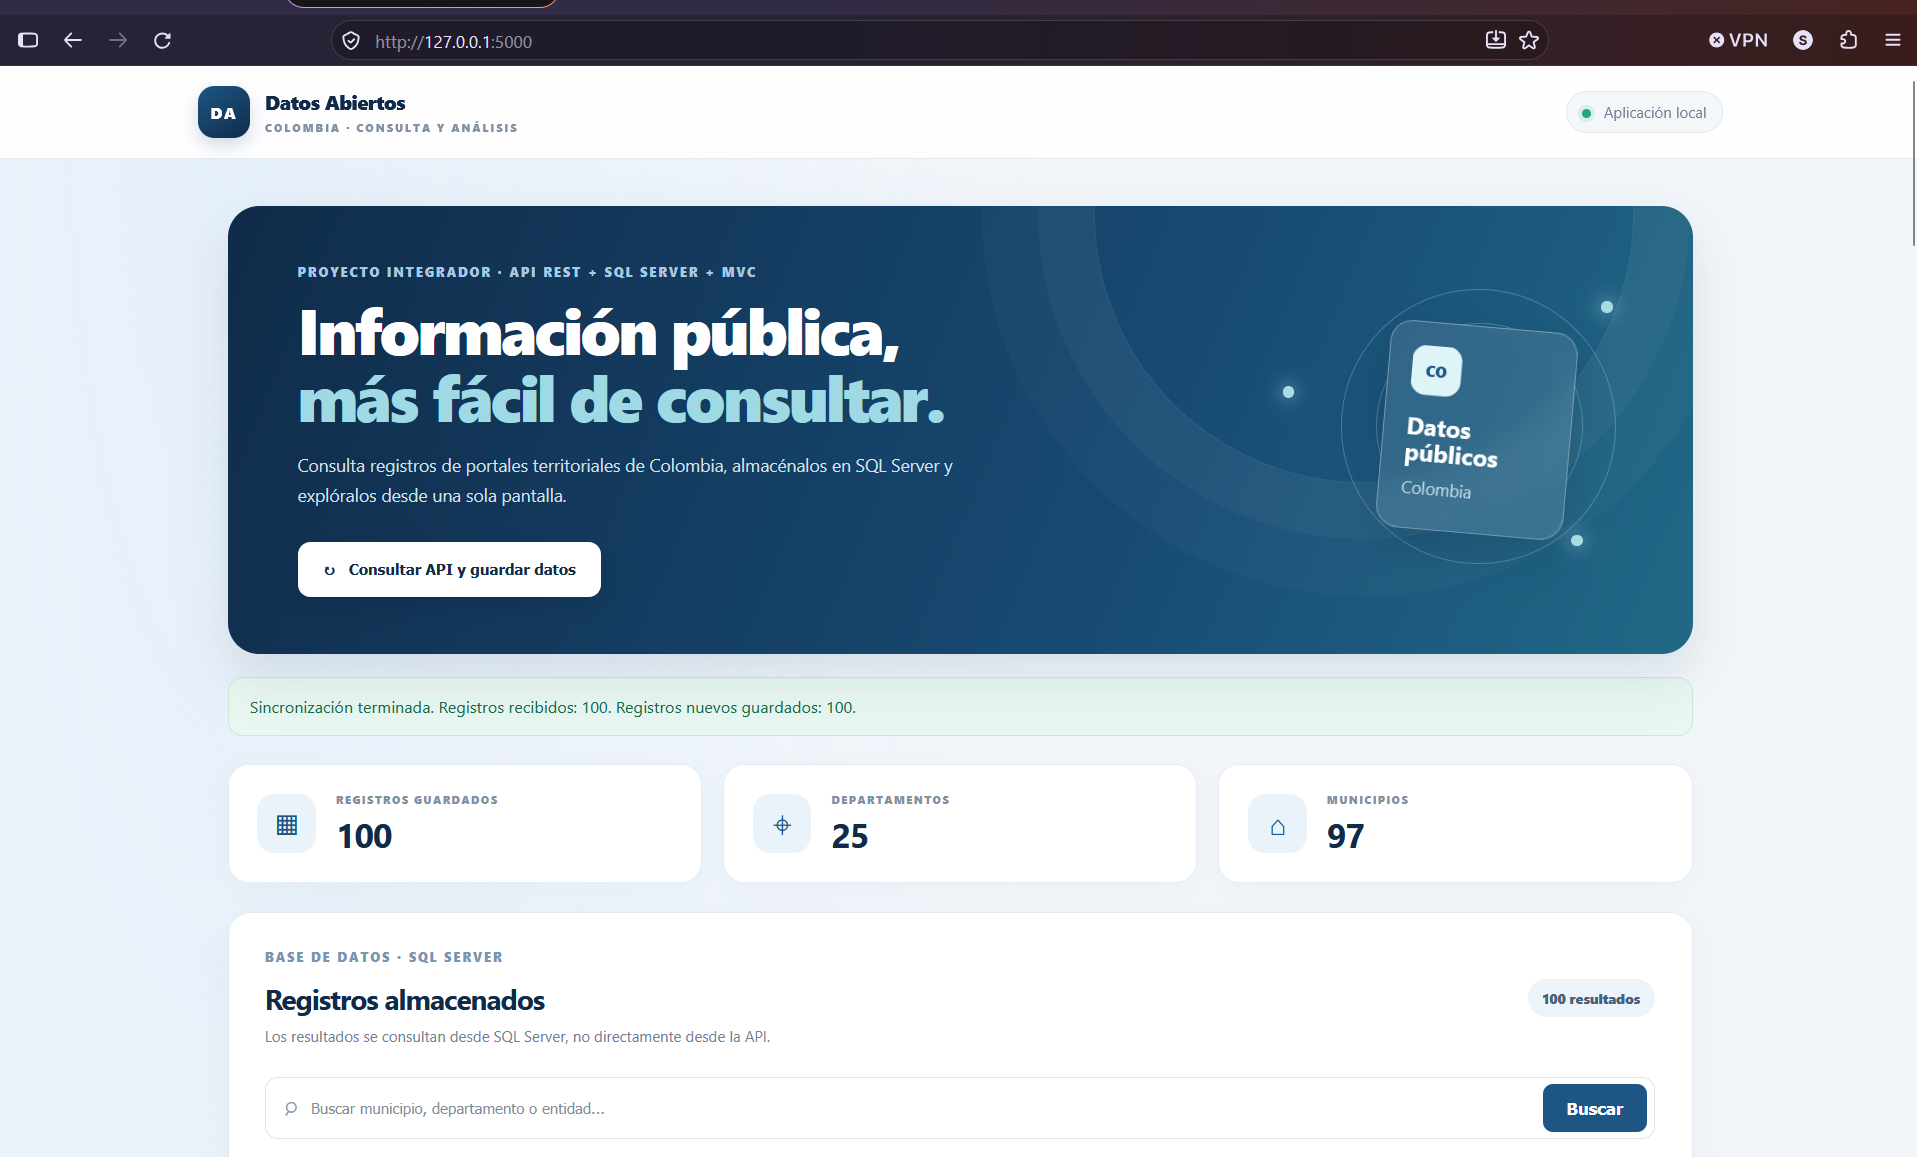 http://127.0.0.1:5000
VPN
S
DA
Datos Abiertos
COLOMBIA · CONSULTA Y ANÁLISIS
Aplicación local
PROYECTO INTEGRADOR · API REST + SQL SERVER + MVC
Información pública,
más fácil de consultar.
Consulta registros de portales territoriales de Colombia, almacénalos en SQL Server y
explóralos desde una sola pantalla.
Consultar API y guardar datos
CO
Datos
públicos
Colombia
Sincronización terminada. Registros recibidos: 100. Registros nuevos guardados: 100.
REGISTROS GUARDADOS
100
DEPARTAMENTOS
25
MUNICIPIOS
97
BASE DE DATOS · SQL SERVER
Registros almacenados
100 resultados
Los resultados se consultan desde SQL Server, no directamente desde la API.
Buscar municipio, departamento o entidad...
Buscar